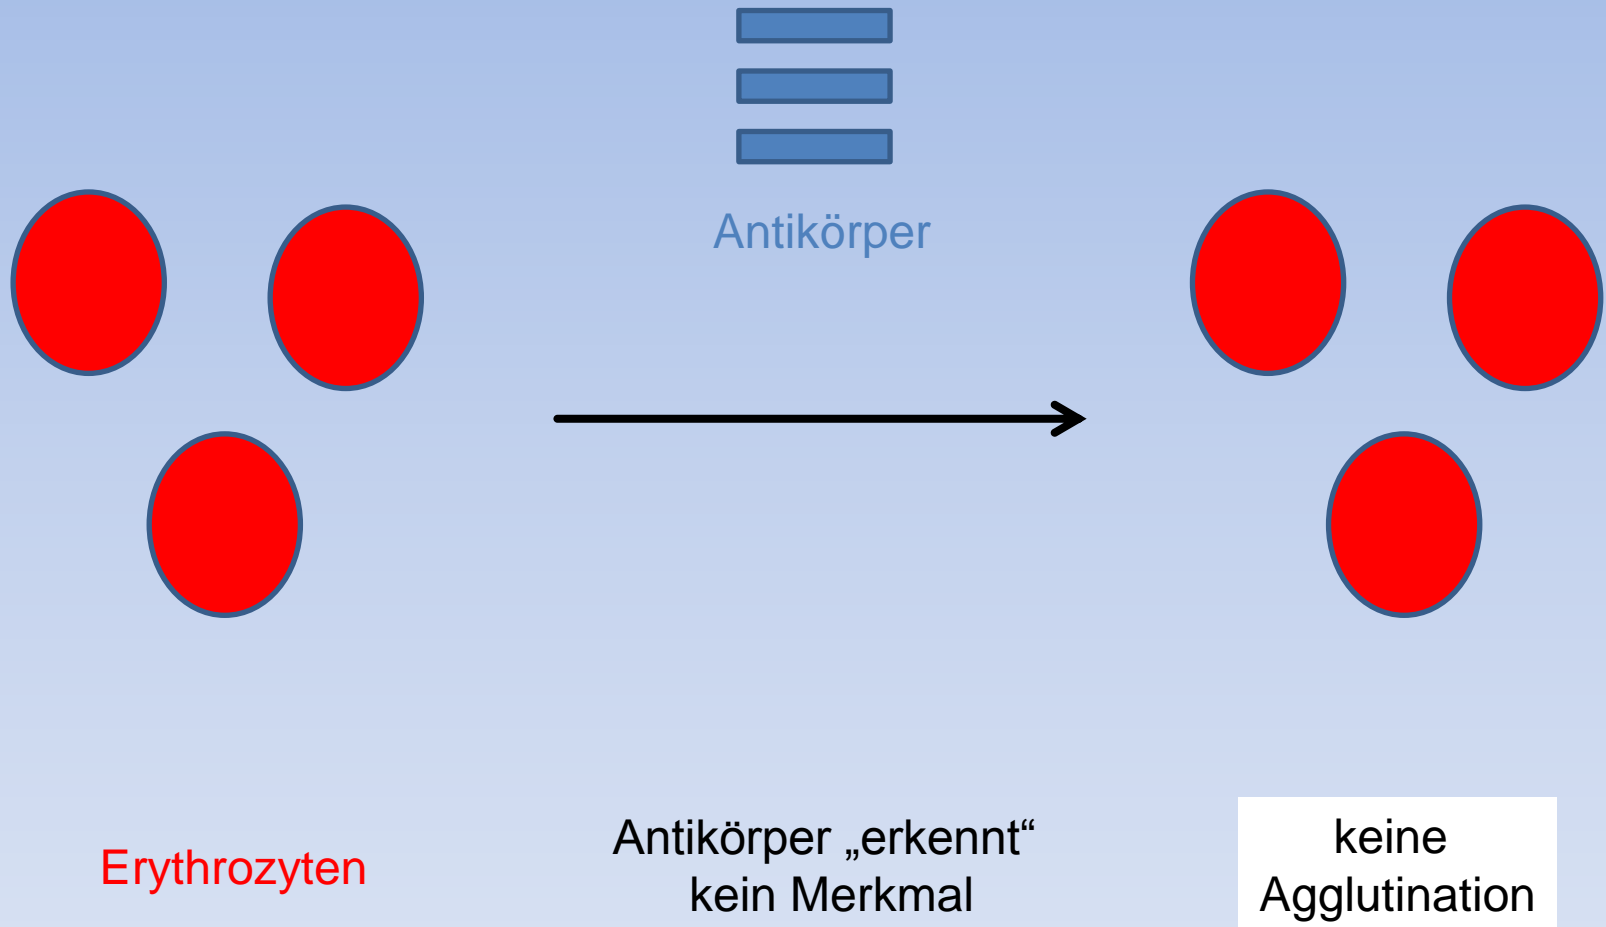 Antikörper
Erythrozyten
Antikörper „erkennt“
kein Merkmal
keine
Agglutination